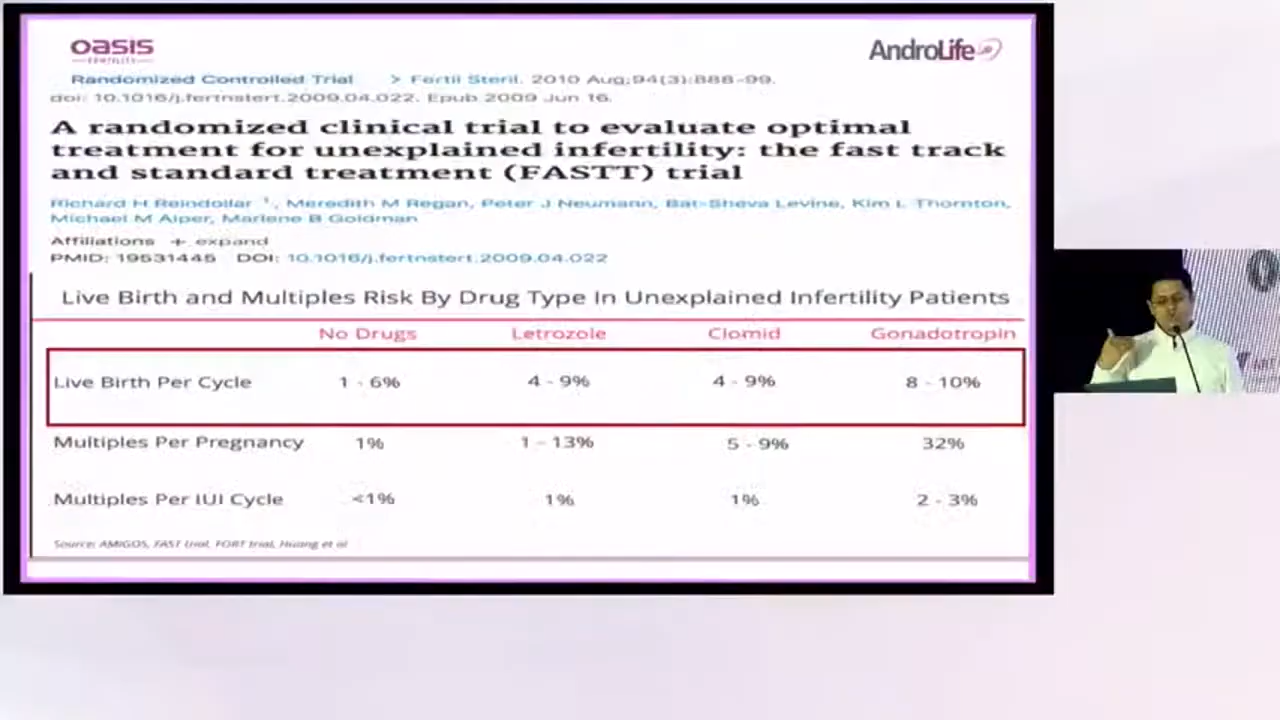 oasis
FERTILITY
AndroLife
Randomized Controlled Trial > Fertil Steril. 2010 Aug;94(3):888-99.
doi: 10.1016/j.fertnstert.2009.04.022. Epub 2009 Jun 16.
A randomized clinical trial to evaluate optimal
treatment for unexplained infertility: the fast track
and standard treatment (FASTT) trial
Richard H Reindollar 1, Meredith M Regan, Peter J Neumann, Bat-Sheva Levine, Kim L Thornton,
Michael M Alper, Marlene B Goldman
Affiliations + expand
PMID: 19531445 DOI: 10.1016/j.fertnstert.2009.04.022
Live Birth and Multiples Risk By Drug Type In Unexplained Infertility Patients
No Drugs Letrozole Clomid Gonadotropin
Live Birth Per Cycle 1 - 6% 4 - 9% 4 - 9% 8 - 10%
Multiples Per Pregnancy 1% 1 - 13% 5 - 9% 32%
Multiples Per IUI Cycle <1% 1% 1% 2 - 3%
Source: AMIGOS, FAST trial, FORT trial, Huang et al